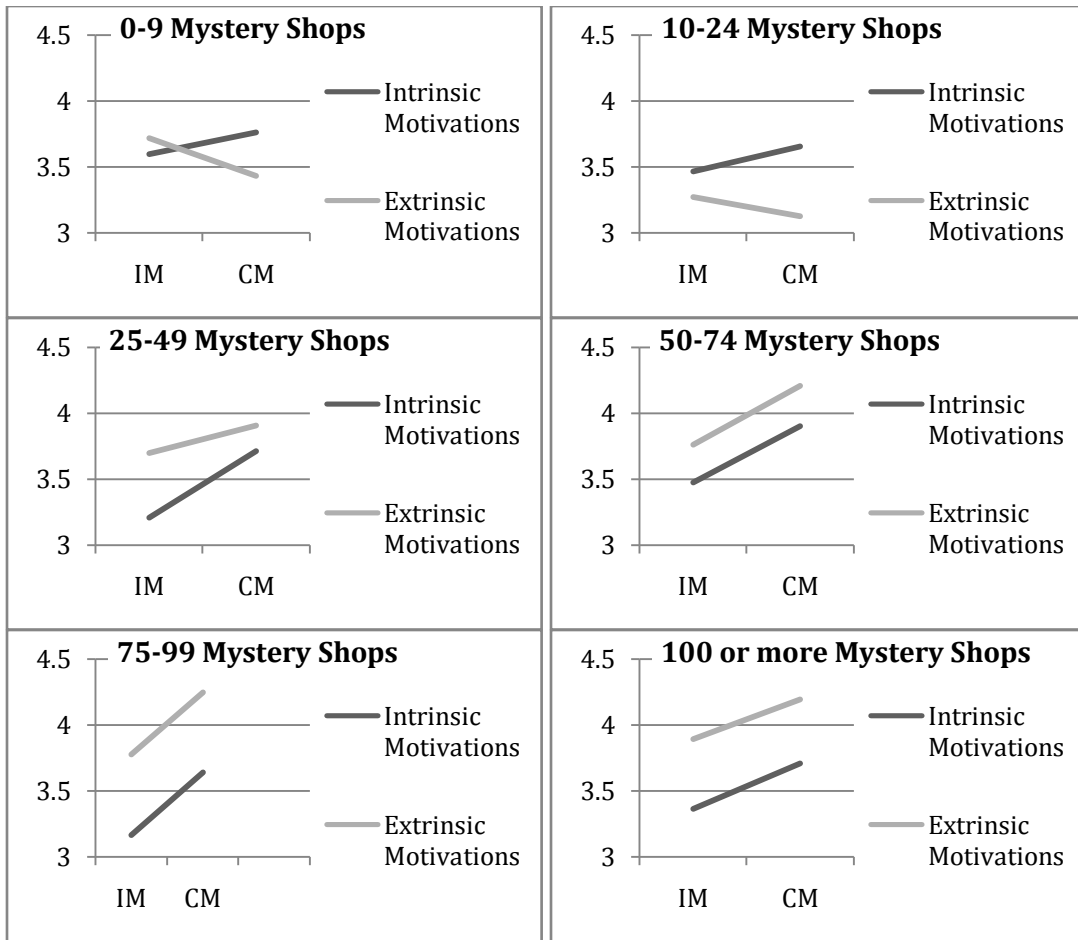 0-9 Mystery Shops
4.5
4
3.5
3
IM CM
Intrinsic
Motivations
Extrinsic
Motivations
10-24 Mystery Shops
4.5
4
3.5
3
IM CM
Intrinsic
Motivations
Extrinsic
Motivations
25-49 Mystery Shops
4.5
4
3.5
3
IM CM
Intrinsic
Motivations
Extrinsic
Motivations
50-74 Mystery Shops
4.5
4
3.5
3
IM CM
Intrinsic
Motivations
Extrinsic
Motivations
75-99 Mystery Shops
4.5
4
3.5
3
IM CM
Intrinsic
Motivations
Extrinsic
Motivations
100 or more Mystery Shops
4.5
4
3.5
3
IM CM
Intrinsic
Motivations
Extrinsic
Motivations